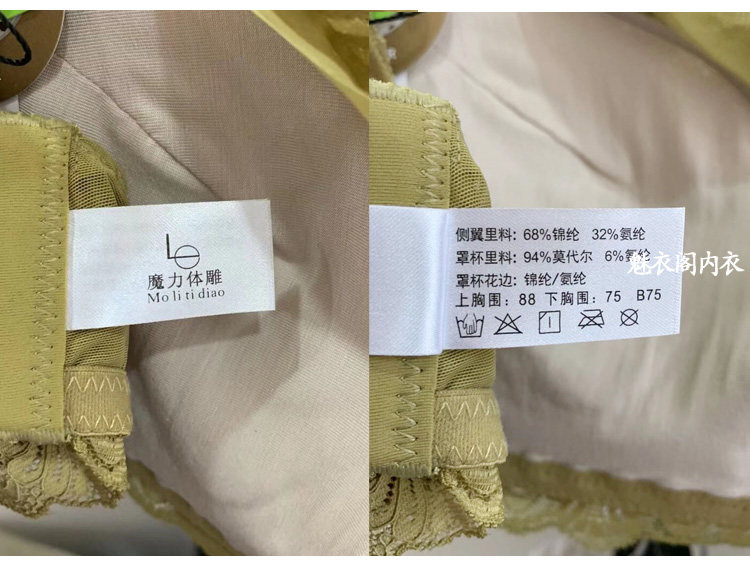 Le
魔力体雕
Mo li ti diao
侧翼里料: 68%锦纶 32%氨纶
罩杯里料: 94%莫代尔 6%氨纶
罩杯花边: 锦纶/氨纶
上胸围: 88 下胸围: 75 B75
魅衣阁内衣